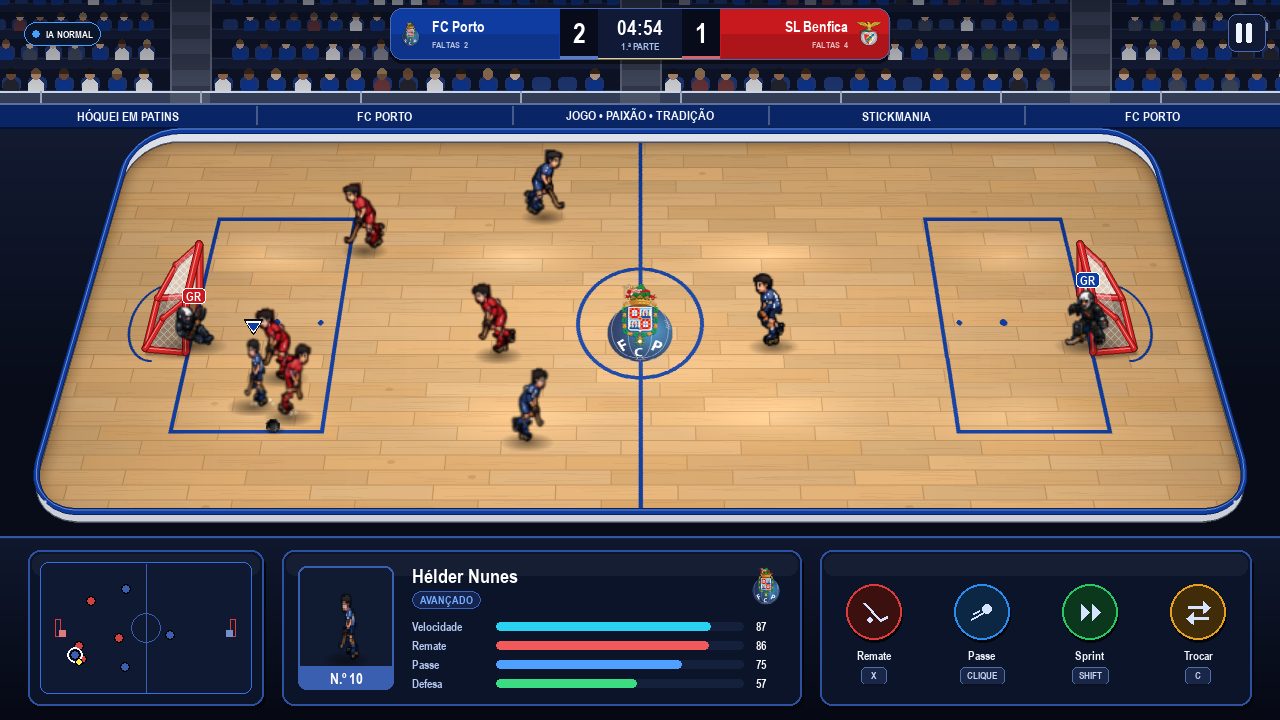 IA NORMAL
FC Porto
FALTAS 2
2
04:54
1.ª PARTE
1
SL Benfica
FALTAS 4
HÓQUEI EM PATINS
FC PORTO
JOGO • PAIXÃO • TRADIÇÃO
STICKMANIA
FC PORTO
GR
GR
F C P
Hélder Nunes
AVANÇADO
Velocidade
87
Remate
86
Passe
75
Defesa
57
N.º 10
Remate
X
Passe
CLIQUE
Sprint
SHIFT
Trocar
C